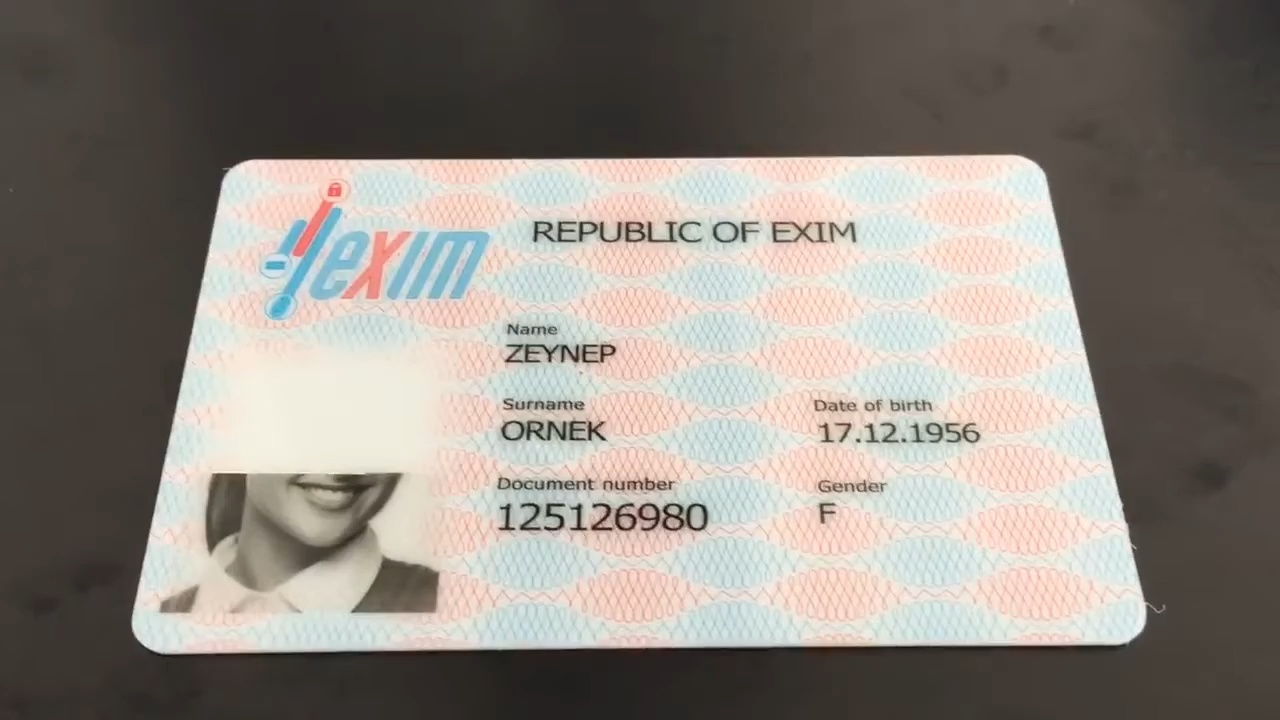 exim
REPUBLIC OF EXIM
Name
ZEYNEP
Surname
ORNEK
Date of birth
17.12.1956
Document number
125126980
Gender
F